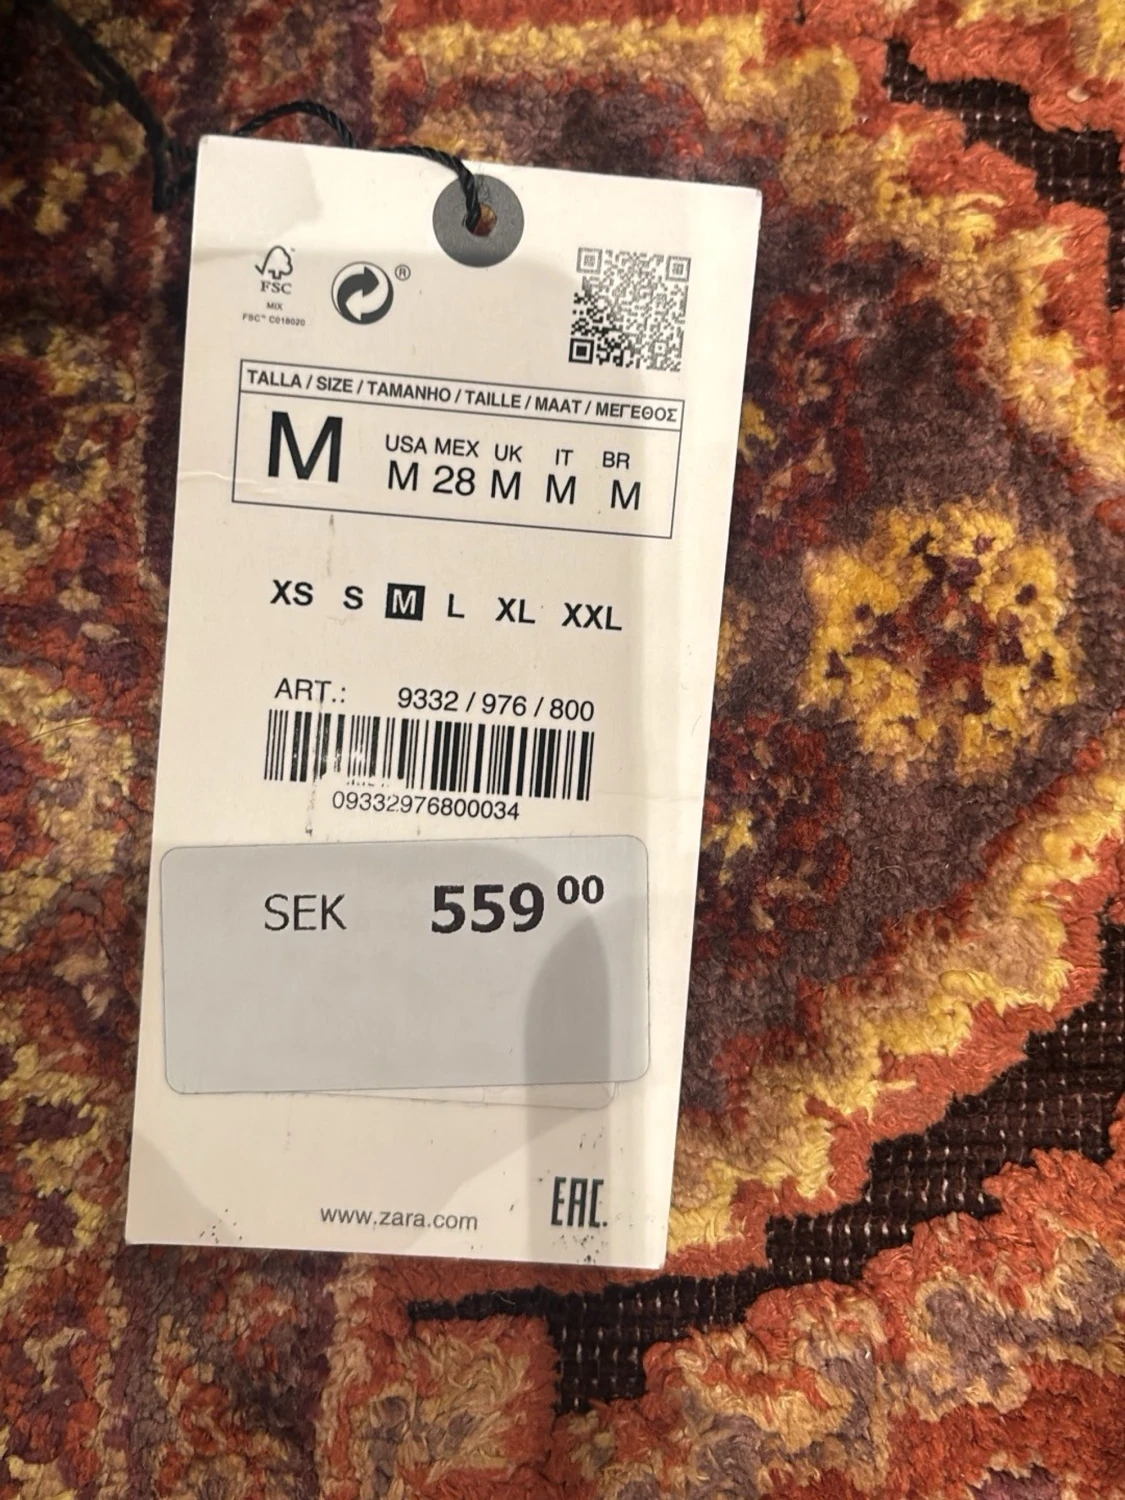 ®
FSC
MIX
FSC™ C018020
TALLA / SIZE / TAMANHO / TAILLE / MAAT / ΜΕΓΕΘΟΣ
M
USA MEX UK IT BR
M 28 M M M
XS S M L XL XXL
ART.: 9332 / 976 / 800
09332976800034
SEK 559 00
www.zara.com
EAC.